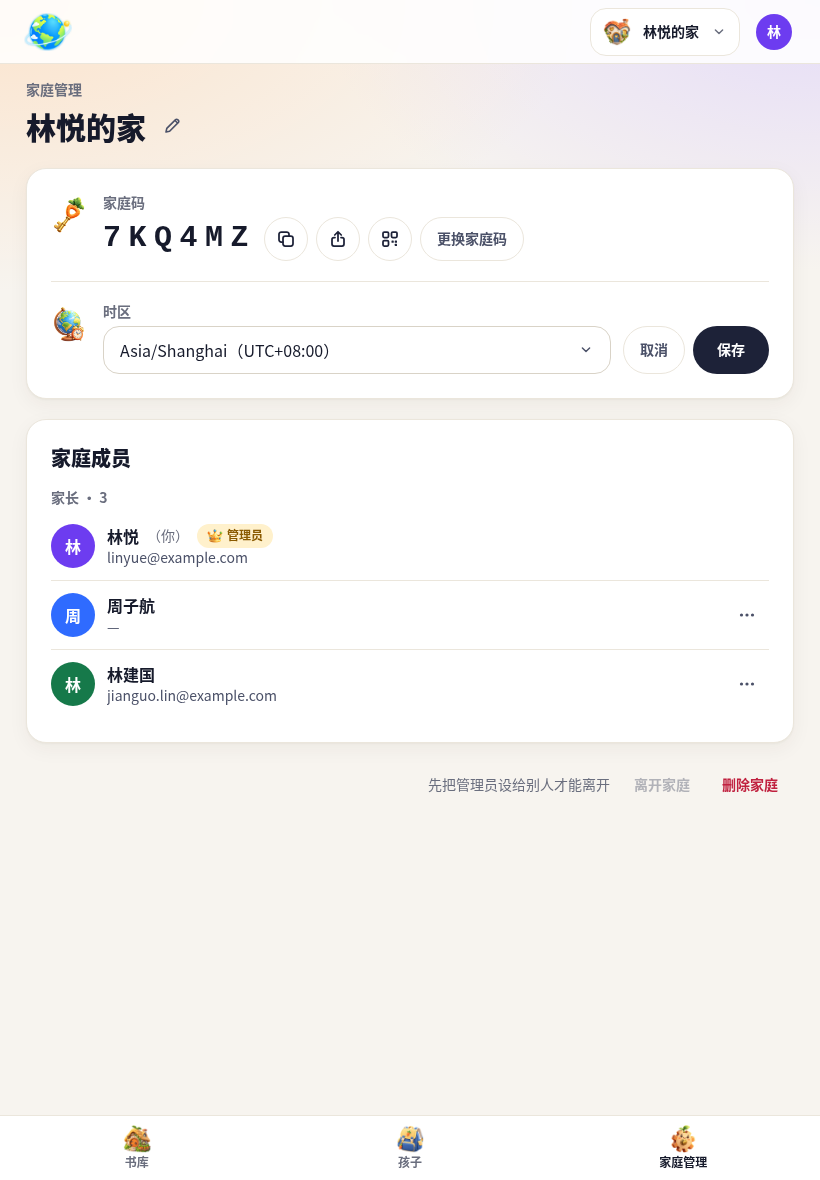 林悦的家
林
家庭管理
林悦的家
家庭码
7KQ4MZ
更换家庭码
时区
Asia/Shanghai（UTC+08:00）
取消
保存
家庭成员
家长 · 3
林
林悦 （你） 管理员
linyue@example.com
周
周子航
—
林
林建国
jianguo.lin@example.com
先把管理员设给别人才能离开 离开家庭 删除家庭
书库
孩子
家庭管理